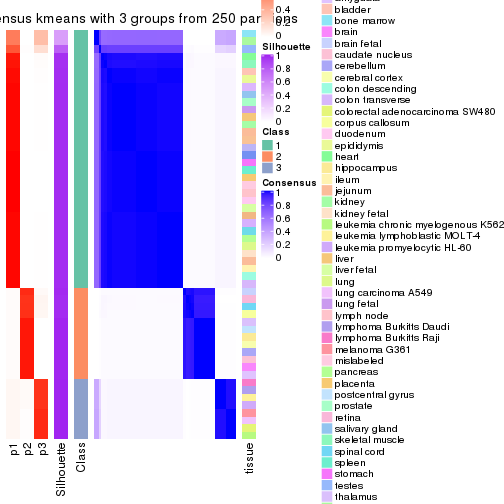 ensus kmeans with 3 groups from 250 partitions
0.4
0.2
0
Silhouette
1
0.8
0.6
0.4
0.2
0
Class
1
2
3
Consensus
1
0.8
0.6
0.4
0.2
0
bladder
bone marrow
brain
brain fetal
caudate nucleus
cerebellum
cerebral cortex
colon descending
colon transverse
colorectal adenocarcinoma SW480
corpus callosum
duodenum
epididymis
heart
hippocampus
ileum
jejunum
kidney
kidney fetal
leukemia chronic myelogenous K562
leukemia lymphoblastic MOLT-4
leukemia promyelocytic HL-60
liver
liver fetal
lung
lung carcinoma A549
lung fetal
lymph node
lymphoma Burkitts Daudi
lymphoma Burkitts Raji
melanoma G361
mislabeled
pancreas
placenta
postcentral gyrus
prostate
retina
salivary gland
skeletal muscle
spinal cord
spleen
stomach
testes
thalamus
p1
p2
p3
Silhouette
Class
tissue